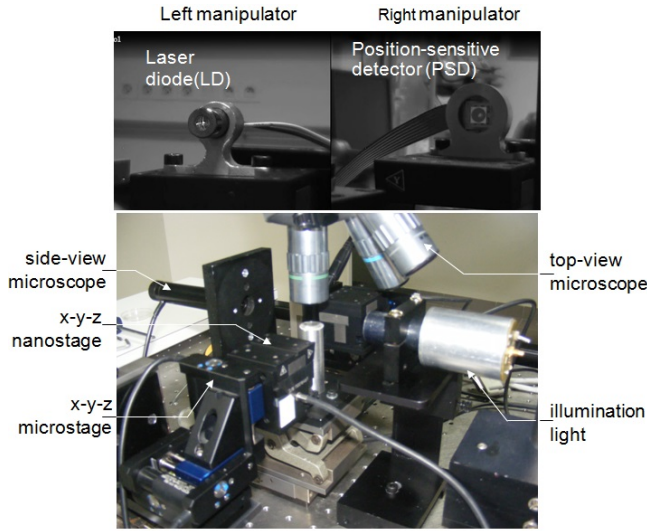 Left manipulator
Right manipulator
Laser
diode(LD)
Position-sensitive
detector(PSD)
side-view
microscope
x-y-z
nanostage
x-y-z
microstage
top-view
microscope
illumination
light